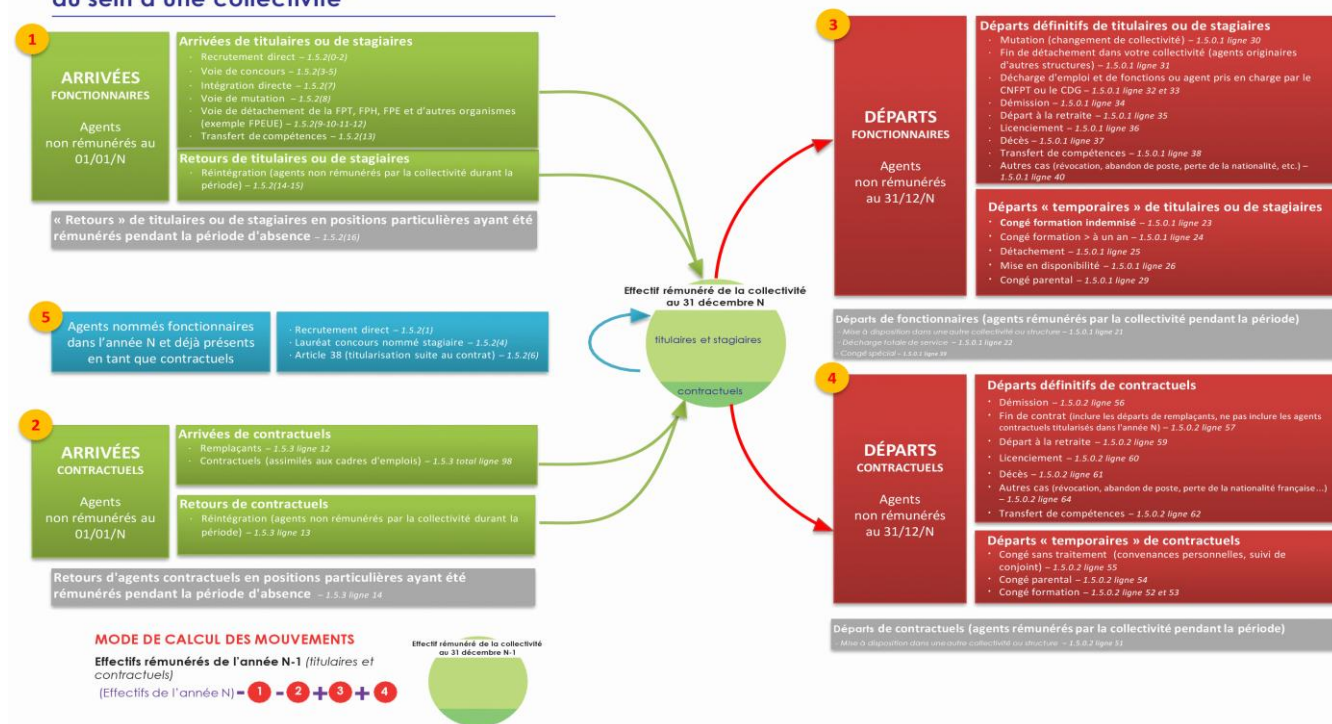 au sein d'une collectivité
1
ARRIVÉES
FONCTIONNAIRES
Agents
non rémunérés au
01/01/N
Arrivées de titulaires ou de stagiaires
· Recrutement direct – 1.5.2(0-2)
· Voie de concours – 1.5.2(3-5)
· Intégration directe – 1.5.2(7)
· Voie de mutation – 1.5.2(8)
· Voie de détachement de la FPT, FPH, FPE et d'autres organismes
(exemple FPEUE) – 1.5.2(9-10-11-12)
· Transfert de compétences – 1.5.2(13)
Retours de titulaires ou de stagiaires
· Réintégration (agents non rémunérés par la collectivité durant la
période) – 1.5.2(14-15)
« Retours » de titulaires ou de stagiaires en positions particulières ayant été
rémunérés pendant la période d'absence – 1.5.2(16)
5
Agents nommés fonctionnaires
dans l'année N et déjà présents
en tant que contractuels
· Recrutement direct – 1.5.2(1)
· Lauréat concours nommé stagiaire – 1.5.2(4)
· Article 38 (titularisation suite au contrat) – 1.5.2(6)
2
ARRIVÉES
CONTRACTUELS
Agents
non rémunérés au
01/01/N
Arrivées de contractuels
· Remplaçants – 1.5.3 ligne 12
· Contractuels (assimilés aux cadres d'emplois) – 1.5.3 total ligne 98
Retours de contractuels
· Réintégration (agents non rémunérés par la collectivité durant la
période) – 1.5.3 ligne 13
Retours d'agents contractuels en positions particulières ayant été
rémunérés pendant la période d'absence – 1.5.3 ligne 14
MODE DE CALCUL DES MOUVEMENTS
Effectifs rémunérés de l'année N-1 (titulaires et
contractuels)
(Effectifs de l'année N) - 1 - 2 + 3 + 4
Effectif rémunéré de la collectivité
au 31 décembre N-1
Effectif rémunéré de la collectivité
au 31 décembre N
titulaires et stagiaires
contractuels
3
DÉPARTS
FONCTIONNAIRES
Agents
non rémunérés
au 31/12/N
Départs définitifs de titulaires ou de stagiaires
· Mutation (changement de collectivité) – 1.5.0.1 ligne 30
· Fin de détachement dans votre collectivité (agents originaires
d'autres structures) – 1.5.0.1 ligne 31
· Décharge d'emploi et de fonctions ou agent pris en charge par le
CNFPT ou le CDG – 1.5.0.1 ligne 32 et 33
· Démission – 1.5.0.1 ligne 34
· Départ à la retraite – 1.5.0.1 ligne 35
· Licenciement – 1.5.0.1 ligne 36
· Décès – 1.5.0.1 ligne 37
· Transfert de compétences – 1.5.0.1 ligne 38
· Autres cas (révocation, abandon de poste, perte de la nationalité, etc.) –
1.5.0.1 ligne 40
Départs « temporaires » de titulaires ou de stagiaires
· Congé formation indemnisé – 1.5.0.1 ligne 23
· Congé formation > à un an – 1.5.0.1 ligne 24
· Détachement – 1.5.0.1 ligne 25
· Mise en disponibilité – 1.5.0.1 ligne 26
· Congé parental – 1.5.0.1 ligne 29
Départs de fonctionnaires (agents rémunérés par la collectivité pendant la période)
- Mise à disposition dans une autre collectivité ou structure – 1.5.0.1 ligne 21
- Décharge totale de service – 1.5.0.1 ligne 22
- Congé spécial – 1.5.0.1 ligne 39
4
DÉPARTS
CONTRACTUELS
Agents
non rémunérés
au 31/12/N
Départs définitifs de contractuels
· Démission – 1.5.0.2 ligne 56
· Fin de contrat (inclure les départs de remplaçants, ne pas inclure les agents
contractuels titularisés dans l'année N) – 1.5.0.2 ligne 57
· Départ à la retraite – 1.5.0.2 ligne 59
· Licenciement – 1.5.0.2 ligne 60
· Décès – 1.5.0.2 ligne 61
· Autres cas (révocation, abandon de poste, perte de la nationalité française…)
– 1.5.0.2 ligne 64
· Transfert de compétences – 1.5.0.2 ligne 62
Départs « temporaires » de contractuels
· Congé sans traitement (convenances personnelles, suivi de
conjoint) – 1.5.0.2 ligne 55
· Congé parental – 1.5.0.2 ligne 54
· Congé formation – 1.5.0.2 ligne 52 et 53
Départs de contractuels (agents rémunérés par la collectivité pendant la période)
- Mise à disposition dans une autre collectivité ou structure – 1.5.0.2 ligne 51